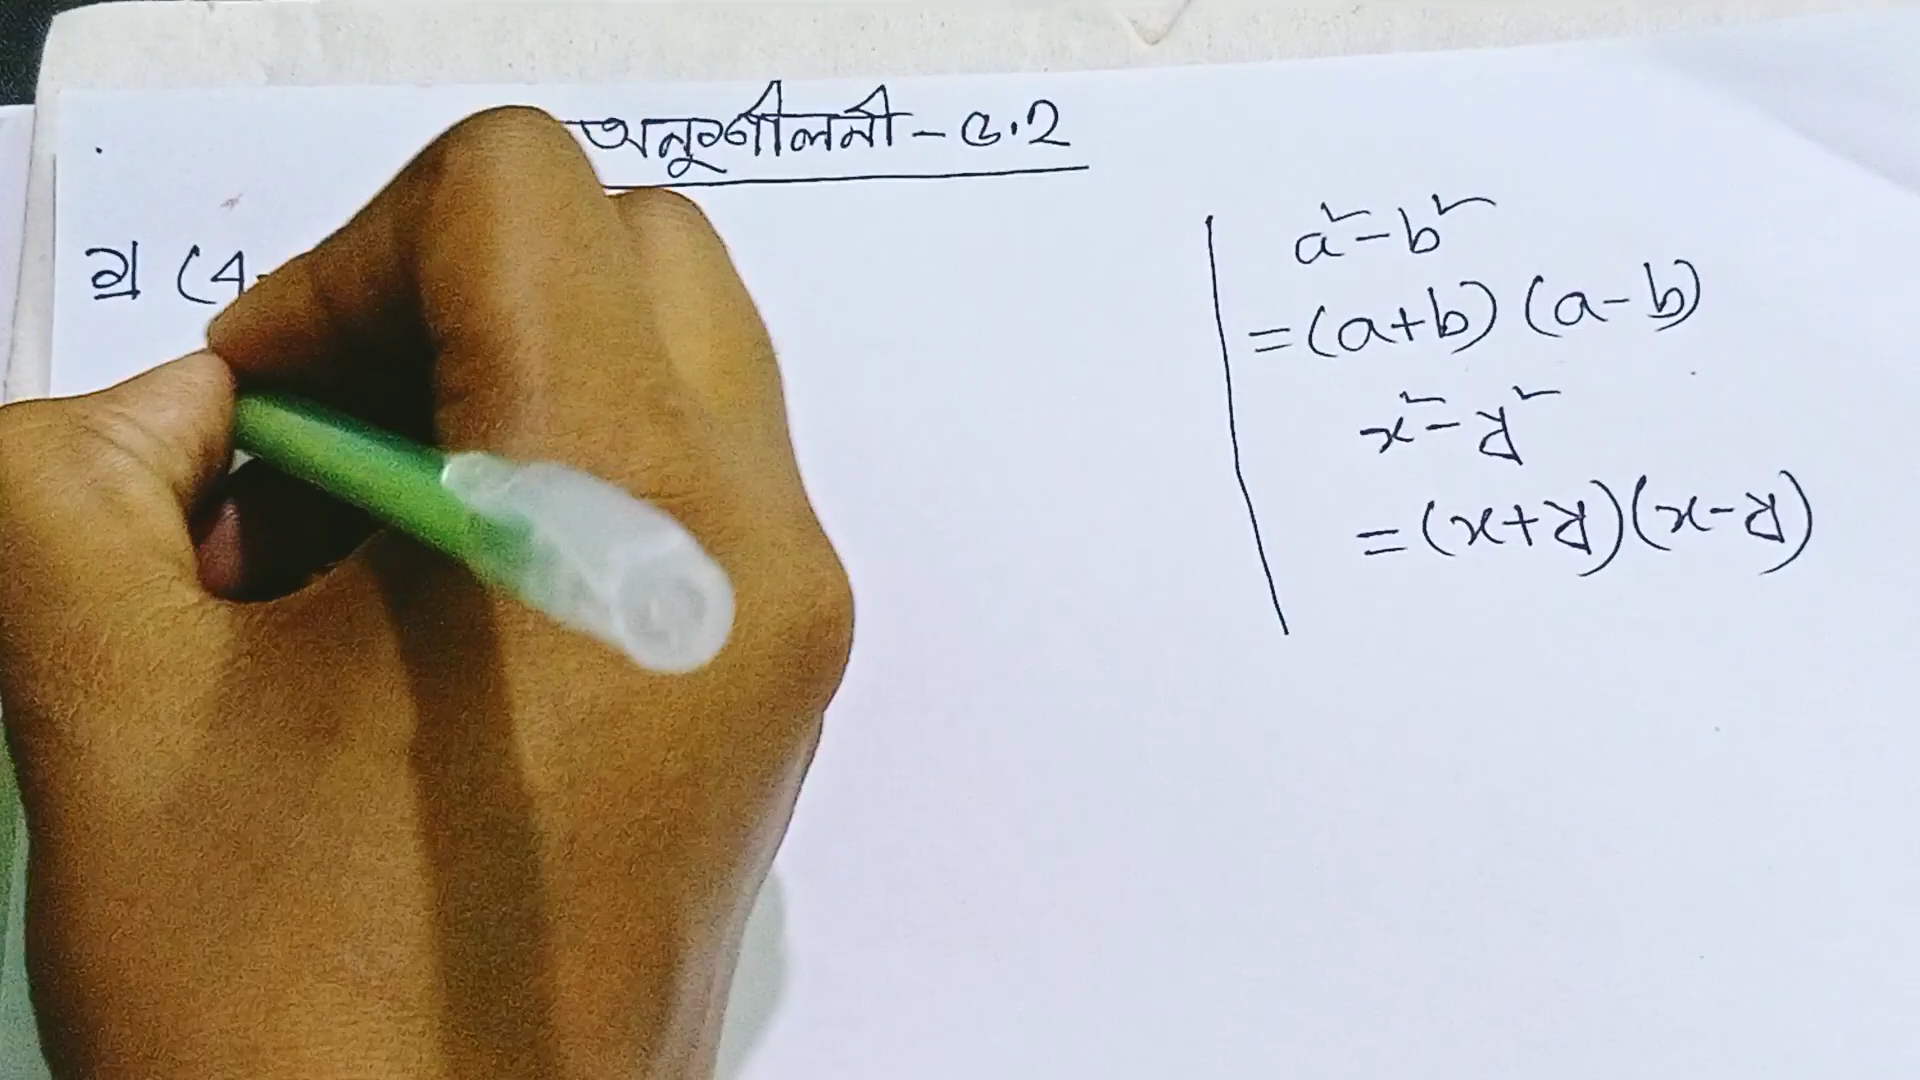 অনুশীলনী - ৫.২
প্র (4-
a² - b²
= (a+b) (a-b)
x² - y²
= (x+y)(x-y)